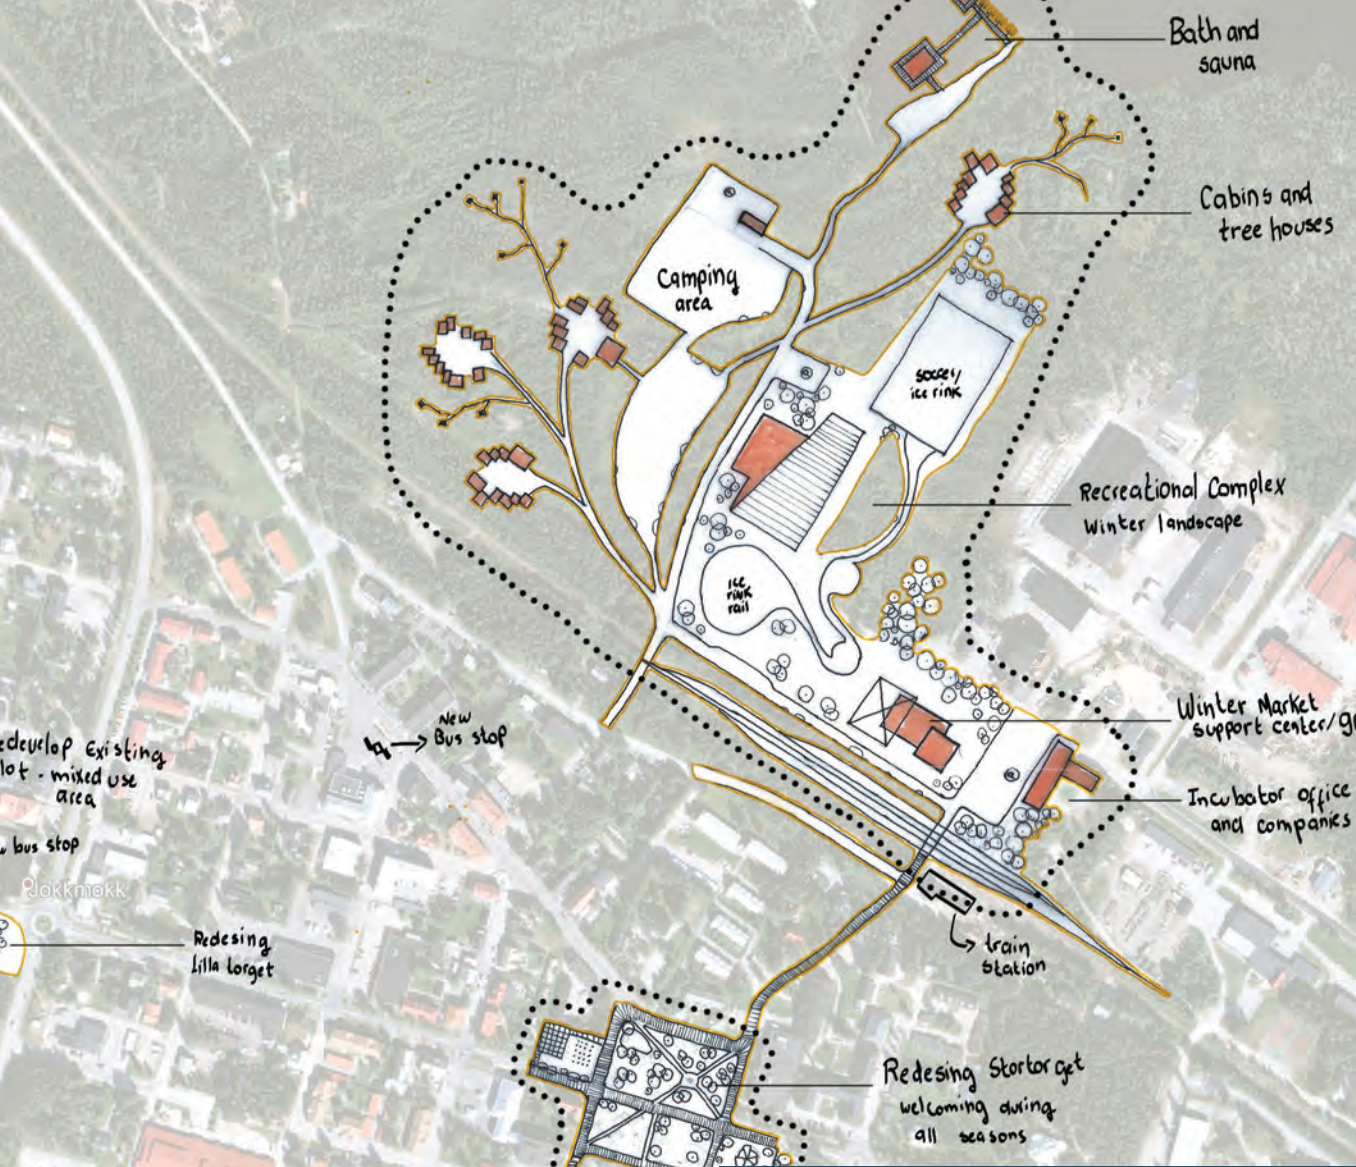 Bath and
sauna
Cabins and
tree houses
Camping
area
soccer/
ice rink
Recreational Complex
Winter landscape
ice
rink
rail
Winter Market
support center/
New
Bus stop
Existing
lot - mixed use
area
bus stop
Incubator office
and companies
Jokkmokk
Redesing
lilla torget
train
station
Redesing Stortorget
welcoming during
all seasons